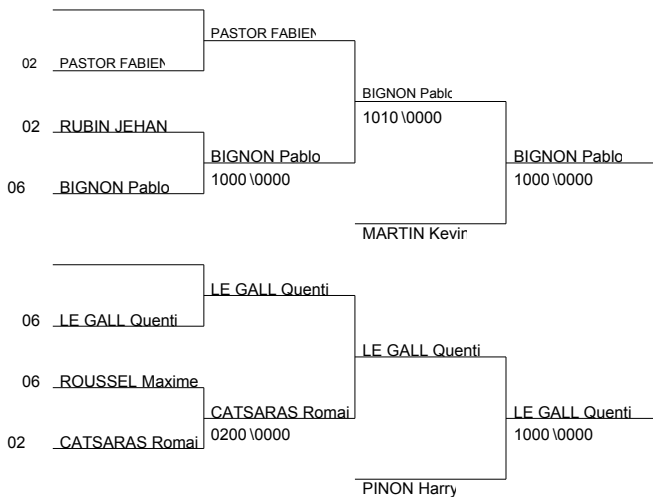 PASTOR FABIEN
02 PASTOR FABIEN
BIGNON Pablo
1010 \0000
02 RUBIN JEHAN
BIGNON Pablo
1000 \0000
BIGNON Pablo
1000 \0000
06 BIGNON Pablo
MARTIN Kevin
LE GALL Quenti
06 LE GALL Quenti
LE GALL Quenti
06 ROUSSEL Maxime
CATSARAS Romai
0200 \0000
LE GALL Quenti
1000 \0000
02 CATSARAS Romai
PINON Harry